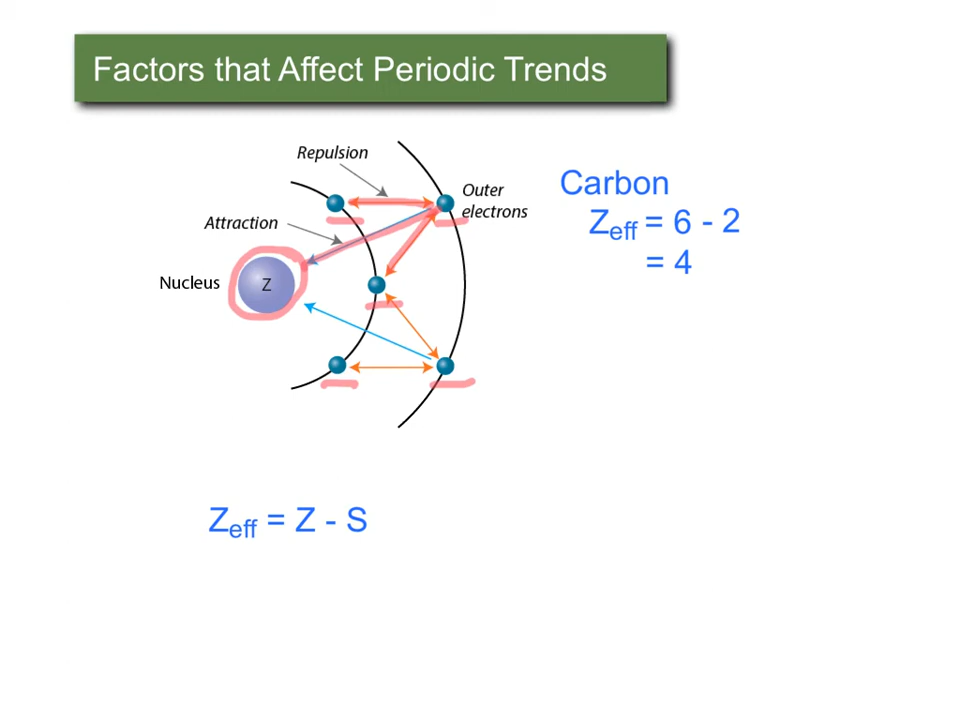 Factors that Affect Periodic Trends
Repulsion
Outer
electrons
Attraction
Nucleus
Z
Carbon
Zeff = 6 - 2
= 4
Zeff = Z - S